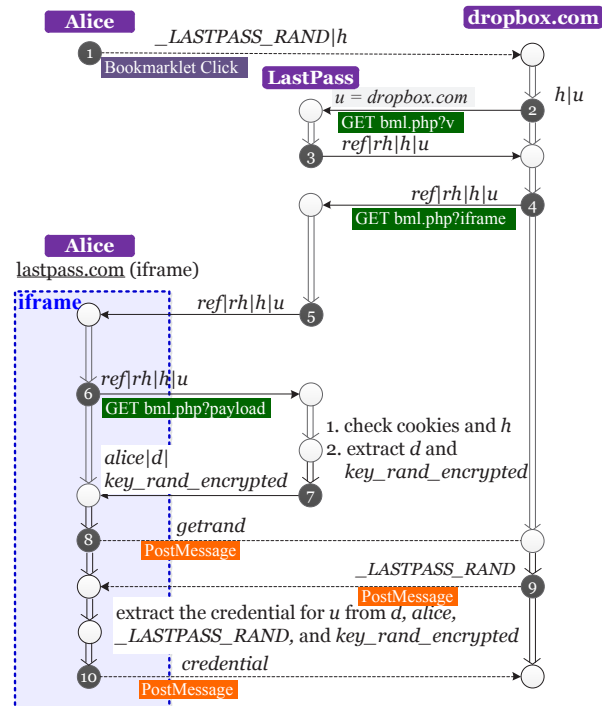 Alice
dropbox.com
_LASTPASS_RAND|h
1
Bookmarklet Click
LastPass
h|u
u = dropbox.com
2
GET bml.php?v
3
ref|rh|h|u
ref|rh|h|u
4
GET bml.php?iframe
Alice
lastpass.com (iframe)
iframe
ref|rh|h|u
5
ref|rh|h|u
6
GET bml.php?payload
1. check cookies and h
2. extract d and
key_rand_encrypted
alice|d|
key_rand_encrypted
7
getrand
8
PostMessage
_LASTPASS_RAND
9
PostMessage
extract the credential for u from d, alice,
_LASTPASS_RAND, and key_rand_encrypted
credential
10
PostMessage